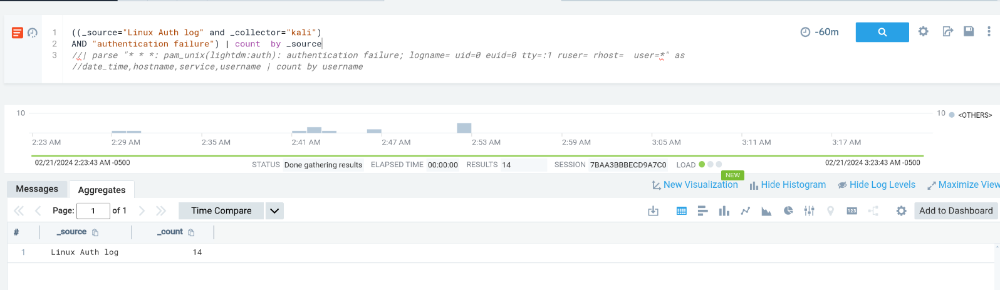 1 ((_source="Linux Auth log" and _collector="kali")
2 AND "authentication failure") | count  by _source
3 //| parse "* * *: pam_unix(lightdm:auth): authentication failure; logname= uid=0 euid=0 tty=:1 ruser= rhost=  user=*" as
//date_time,hostname,service,username | count by username
-60m
10
10 <OTHERS>
2:23 AM 2:29 AM 2:35 AM 2:41 AM 2:47 AM 2:53 AM 2:59 AM 3:05 AM 3:11 AM 3:17 AM
02/21/2024 2:23:43 AM -0500 STATUS Done gathering results ELAPSED TIME 00:00:00 RESULTS 14 SESSION 7BAA3BBBECD9A7C0 LOAD 02/21/2024 3:23:43 AM -0500
NEW
Messages Aggregates New Visualization Hide Histogram Hide Log Levels Maximize View
Page: 1 of 1 Time Compare 123 Add to Dashboard
# _source _count
1 Linux Auth log 14